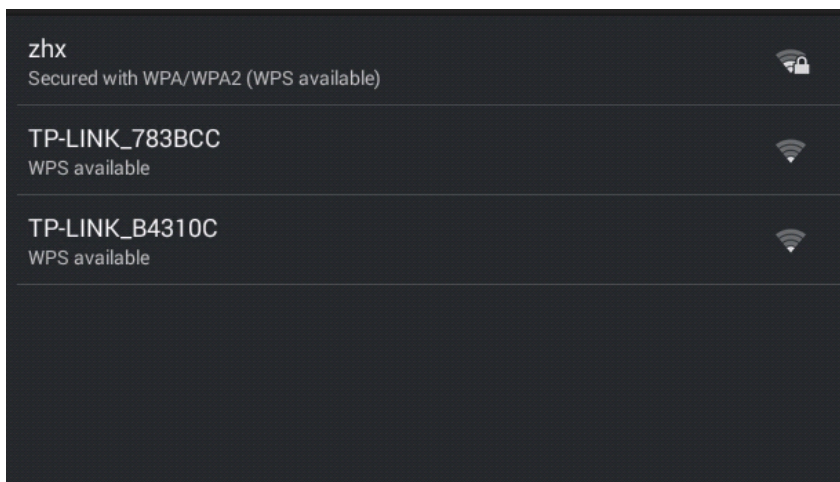 zhx
Secured with WPA/WPA2 (WPS available)
TP-LINK_783BCC
WPS available
TP-LINK_B4310C
WPS available